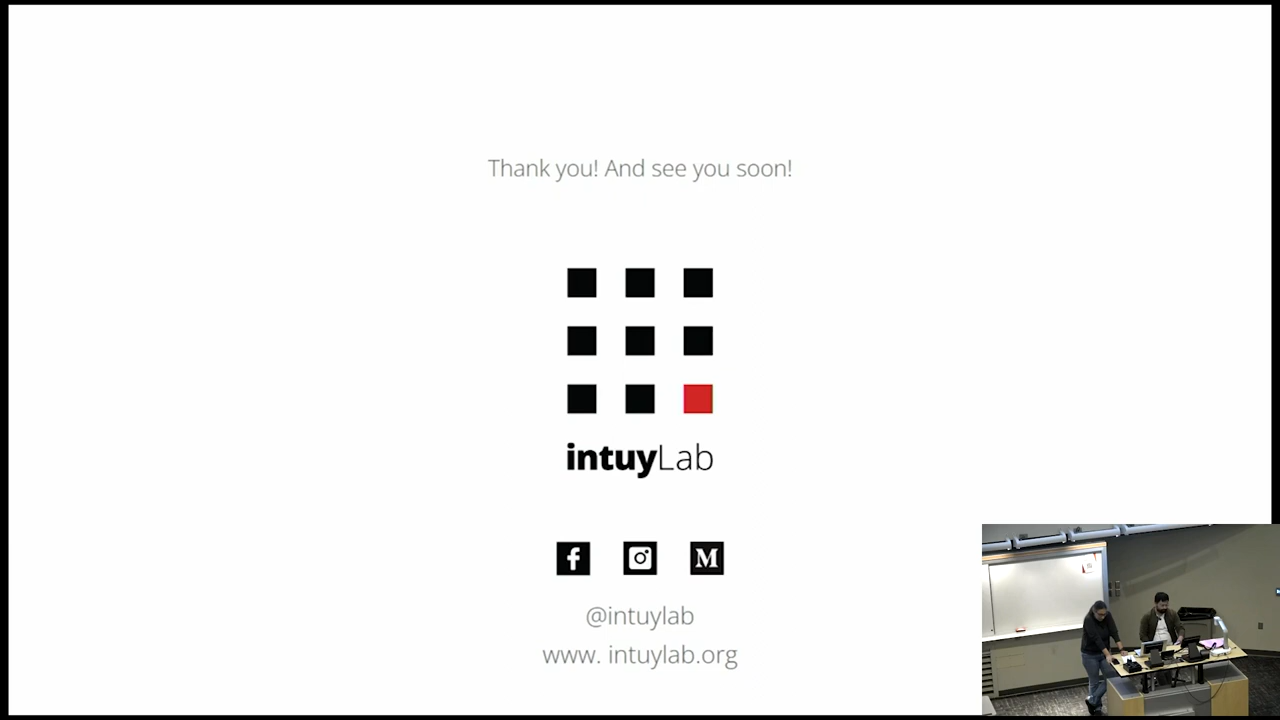 Thank you! And see you soon!
intuyLab
f
M
@intuylab
www. intuylab.org